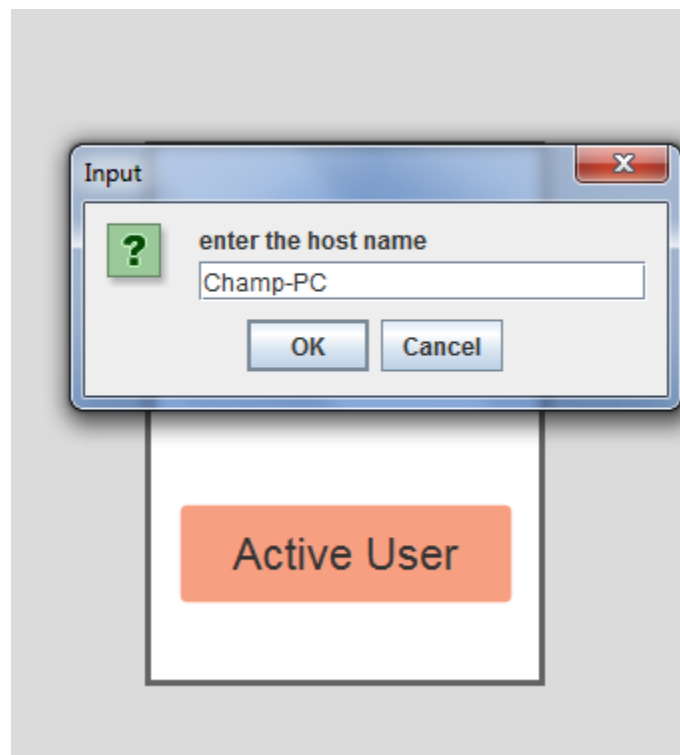 Input
X
?
enter the host name
Champ-PC
OK Cancel
Active User